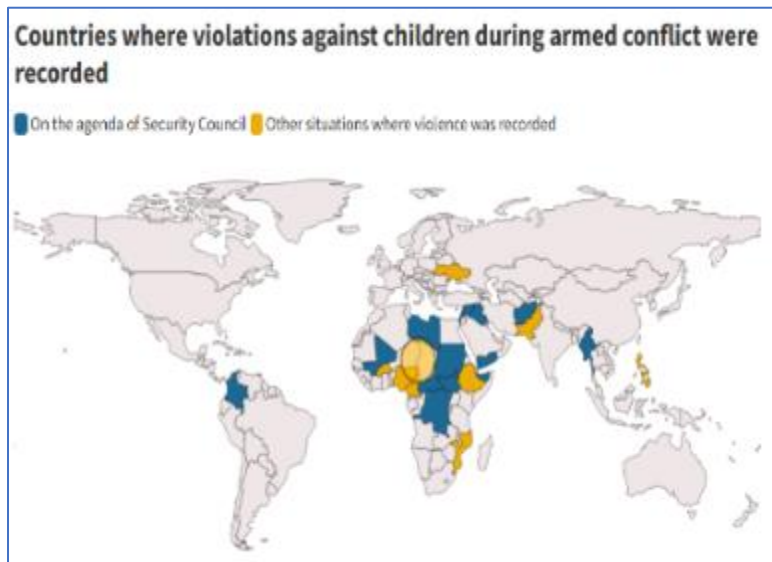 Countries where violations against children during armed conflict were
recorded
On the agenda of Security Council Other situations where violence was recorded